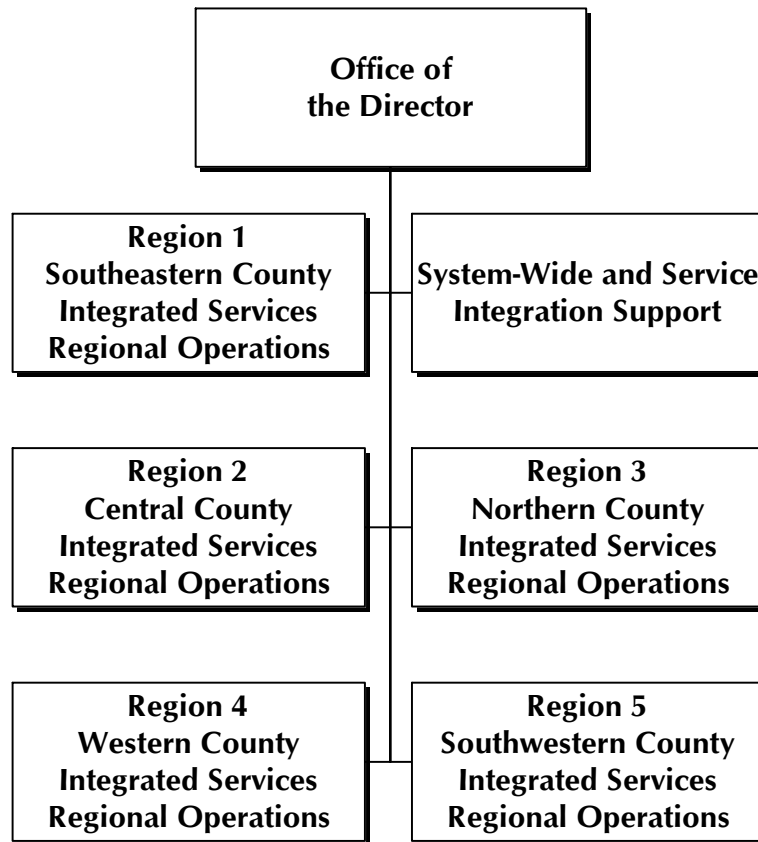 Office of
the Director
Region 1
Southeastern County
Integrated Services
Regional Operations
System-Wide and Service
Integration Support
Region 2
Central County
Integrated Services
Regional Operations
Region 3
Northern County
Integrated Services
Regional Operations
Region 4
Western County
Integrated Services
Regional Operations
Region 5
Southwestern County
Integrated Services
Regional Operations